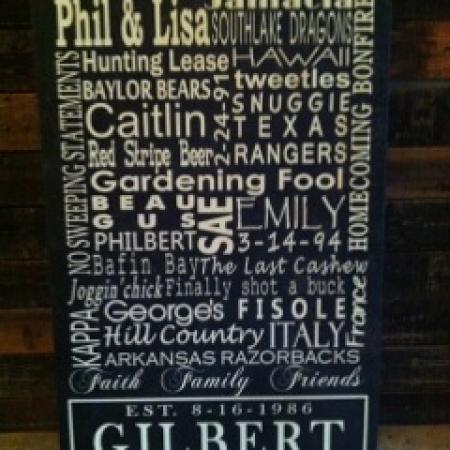 Jamacia
Phil & Lisa
SOUTHLAKE DRAGONS
Hunting Lease
HAWAII
BAYLOR BEARS
tweetles
2-24-91
SNUGGIE
Caitlin
TEXAS
Red Stripe Beer
RANGERS
NO SWEEPING STATEMENTS
HOMECOMING BONFIRE
Gardening Fool
BEAU
GUS
SAE
EMILY
PHILBERT
3-14-94
Bafin Bay
The Last Cashew
Joggin' chick
Finally shot a buck
KAPPA
George's
FISOLE
France
Hill Country
ITALY
ARKANSAS RAZORBACKS
Faith Family Friends
EST. 8-16-1986
GILBERT